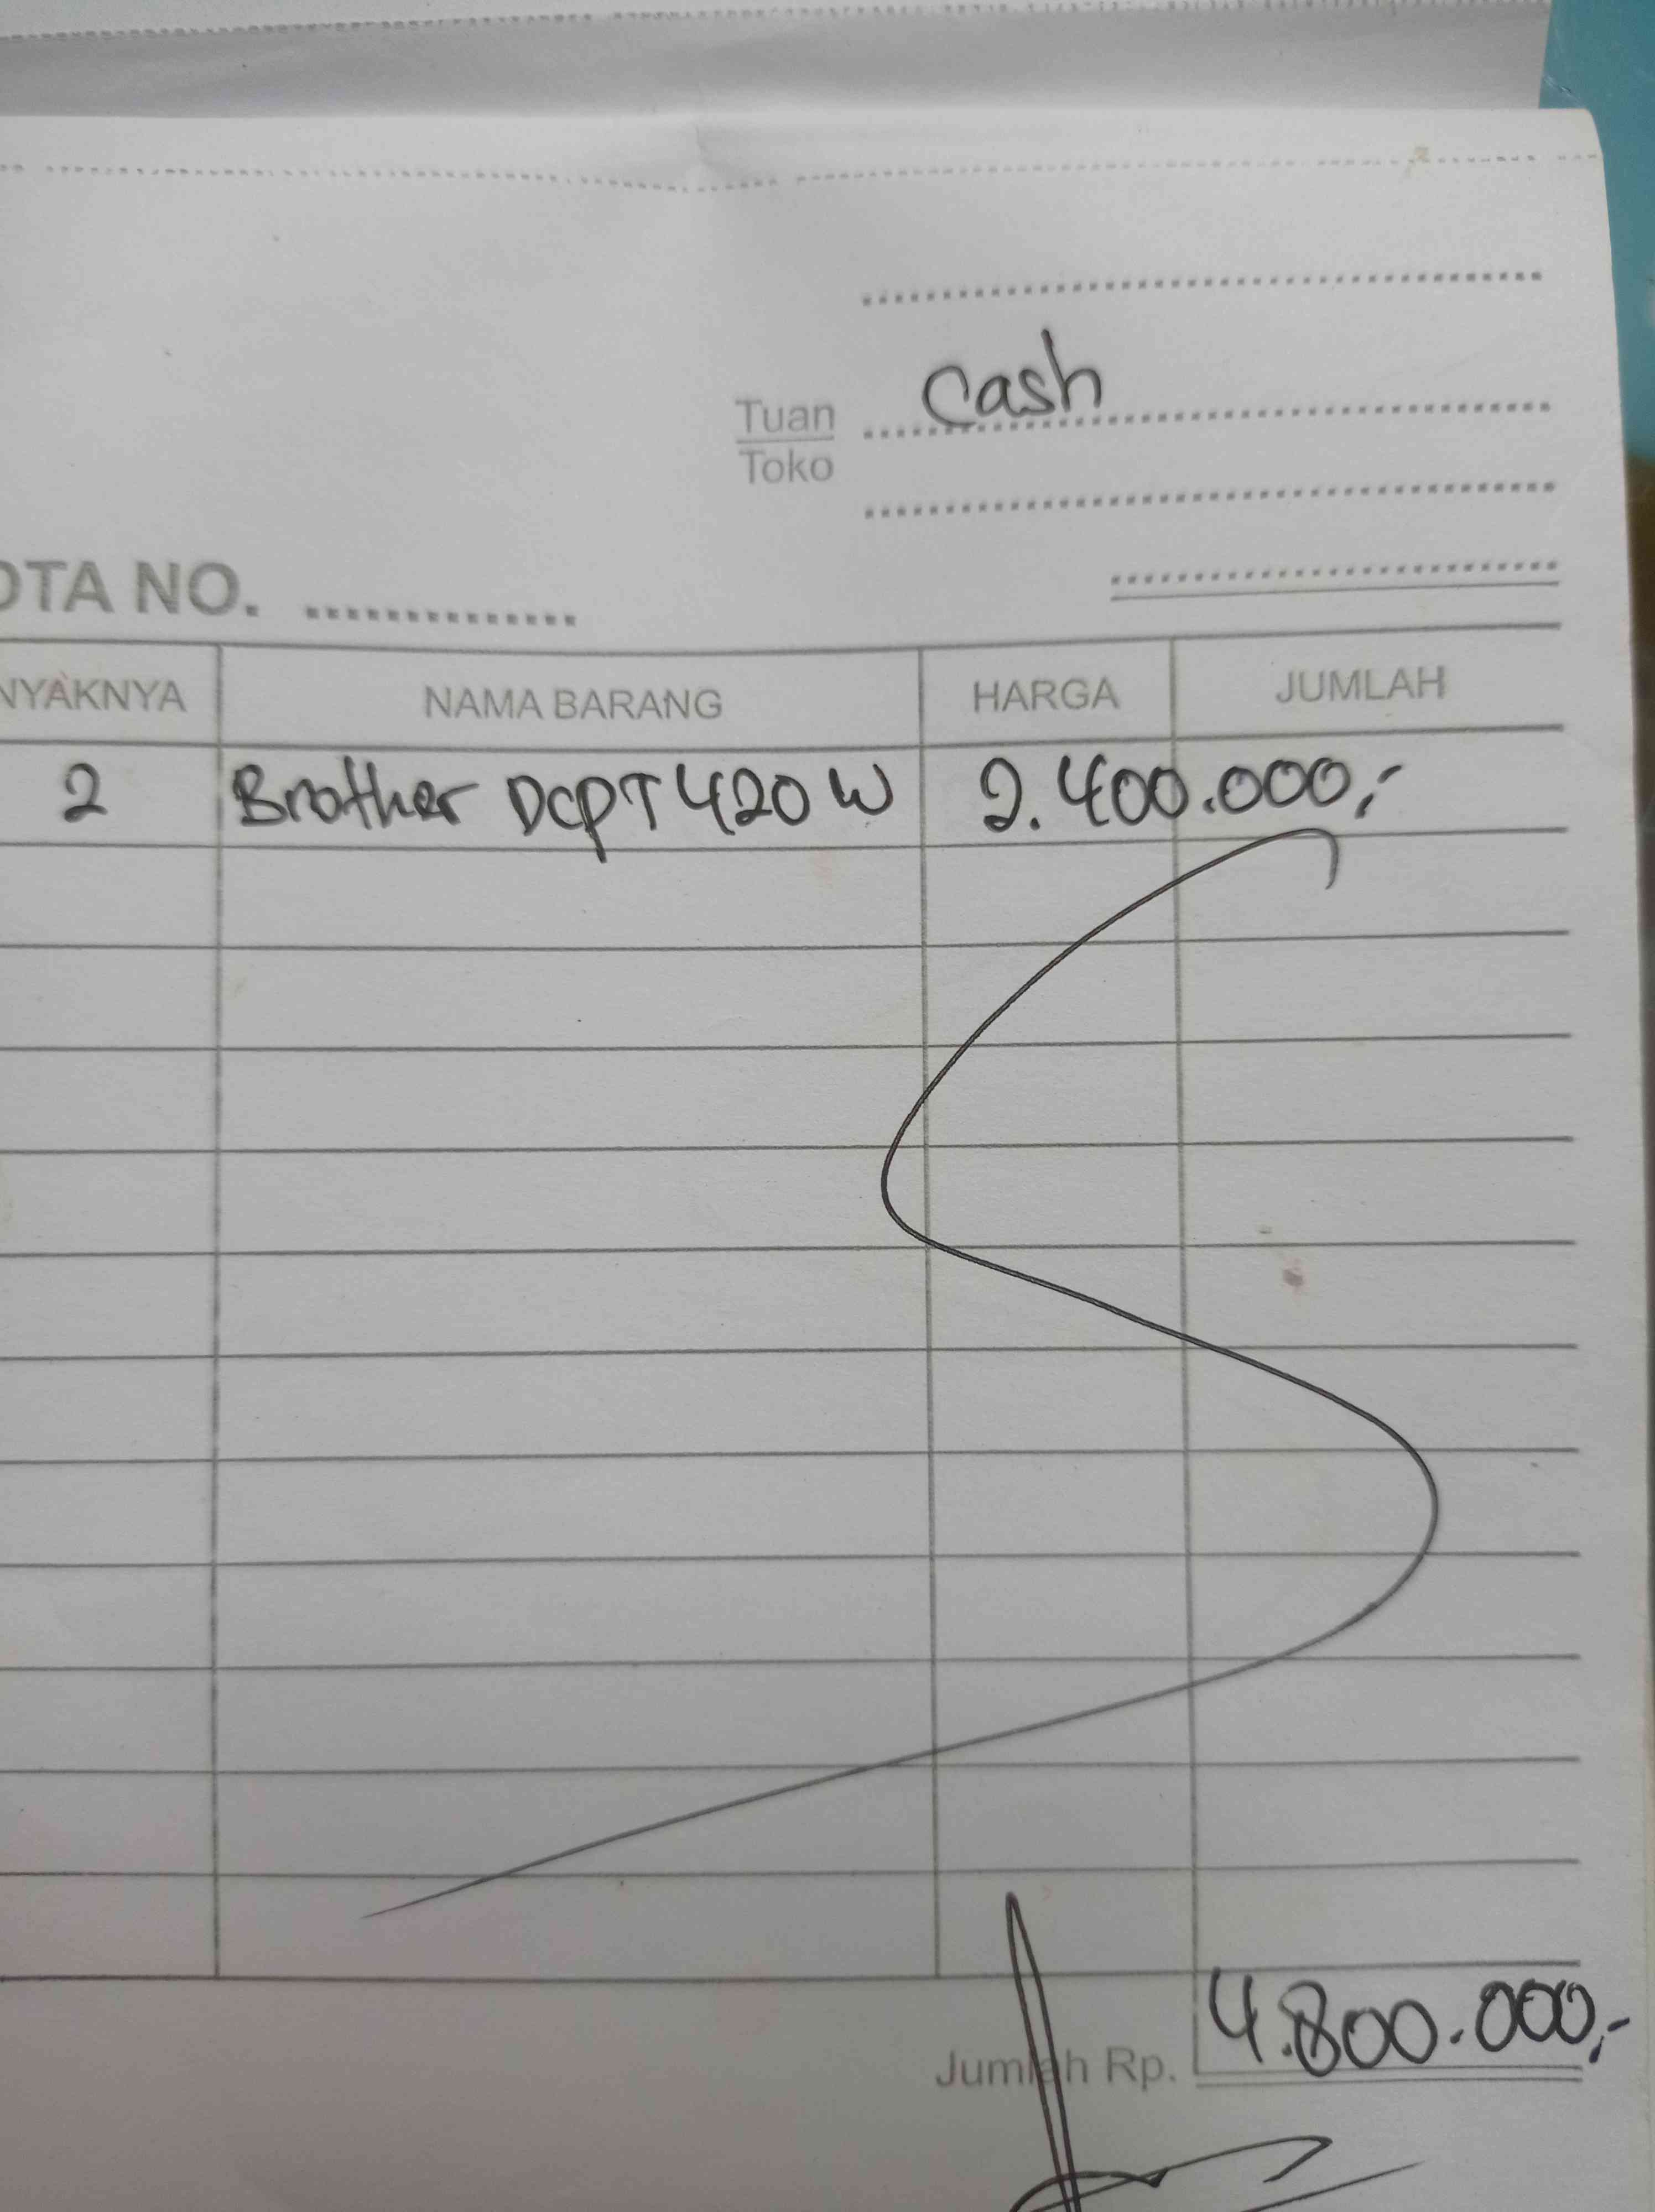 Cash
Tuan
Toko
OTA NO.
NYAKNYA NAMA BARANG HARGA JUMLAH
2 Brother DCPT420W 2.400.000,-
Jumlah Rp. 4.800.000,-